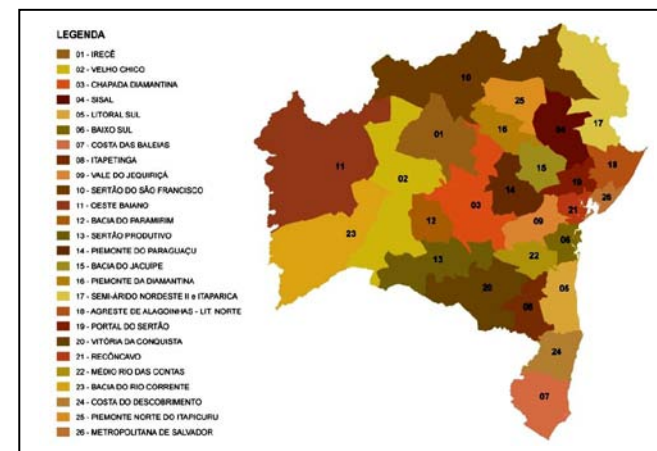 LEGENDA
01 - IRECÊ
02 - VELHO CHICO
03 - CHAPADA DIAMANTINA
04 - SISAL
05 - LITORAL SUL
06 - BAIXO SUL
07 - COSTA DAS BALEIAS
08 - ITAPETINGA
09 - VALE DO JEQUIRIÇÁ
10 - SERTÃO DO SÃO FRANCISCO
11 - OESTE BAIANO
12 - BACIA DO PARAMIRIM
13 - SERTÃO PRODUTIVO
14 - PIEMONTE DO PARAGUAÇU
15 - BACIA DO JACUIPE
16 - PIEMONTE DA DIAMANTINA
17 - SEMI-ÁRIDO NORDESTE II e ITAPARICA
18 - AGRESTE DE ALAGOINHAS - LIT NORTE
19 - PORTAL DO SERTÃO
20 - VITÓRIA DA CONQUISTA
21 - RECÔNCAVO
22 - MÉDIO RIO DAS CONTAS
23 - BACIA DO RIO CORRENTE
24 - COSTA DO DESCOBRIMENTO
25 - PIEMONTE NORTE DO ITAPICURU
26 - METROPOLITANA DE SALVADOR
10
25
17
01
16
04
11
15
18
02
14
19
26
03
21
12
09
23
06
13
22
20
05
08
24
07